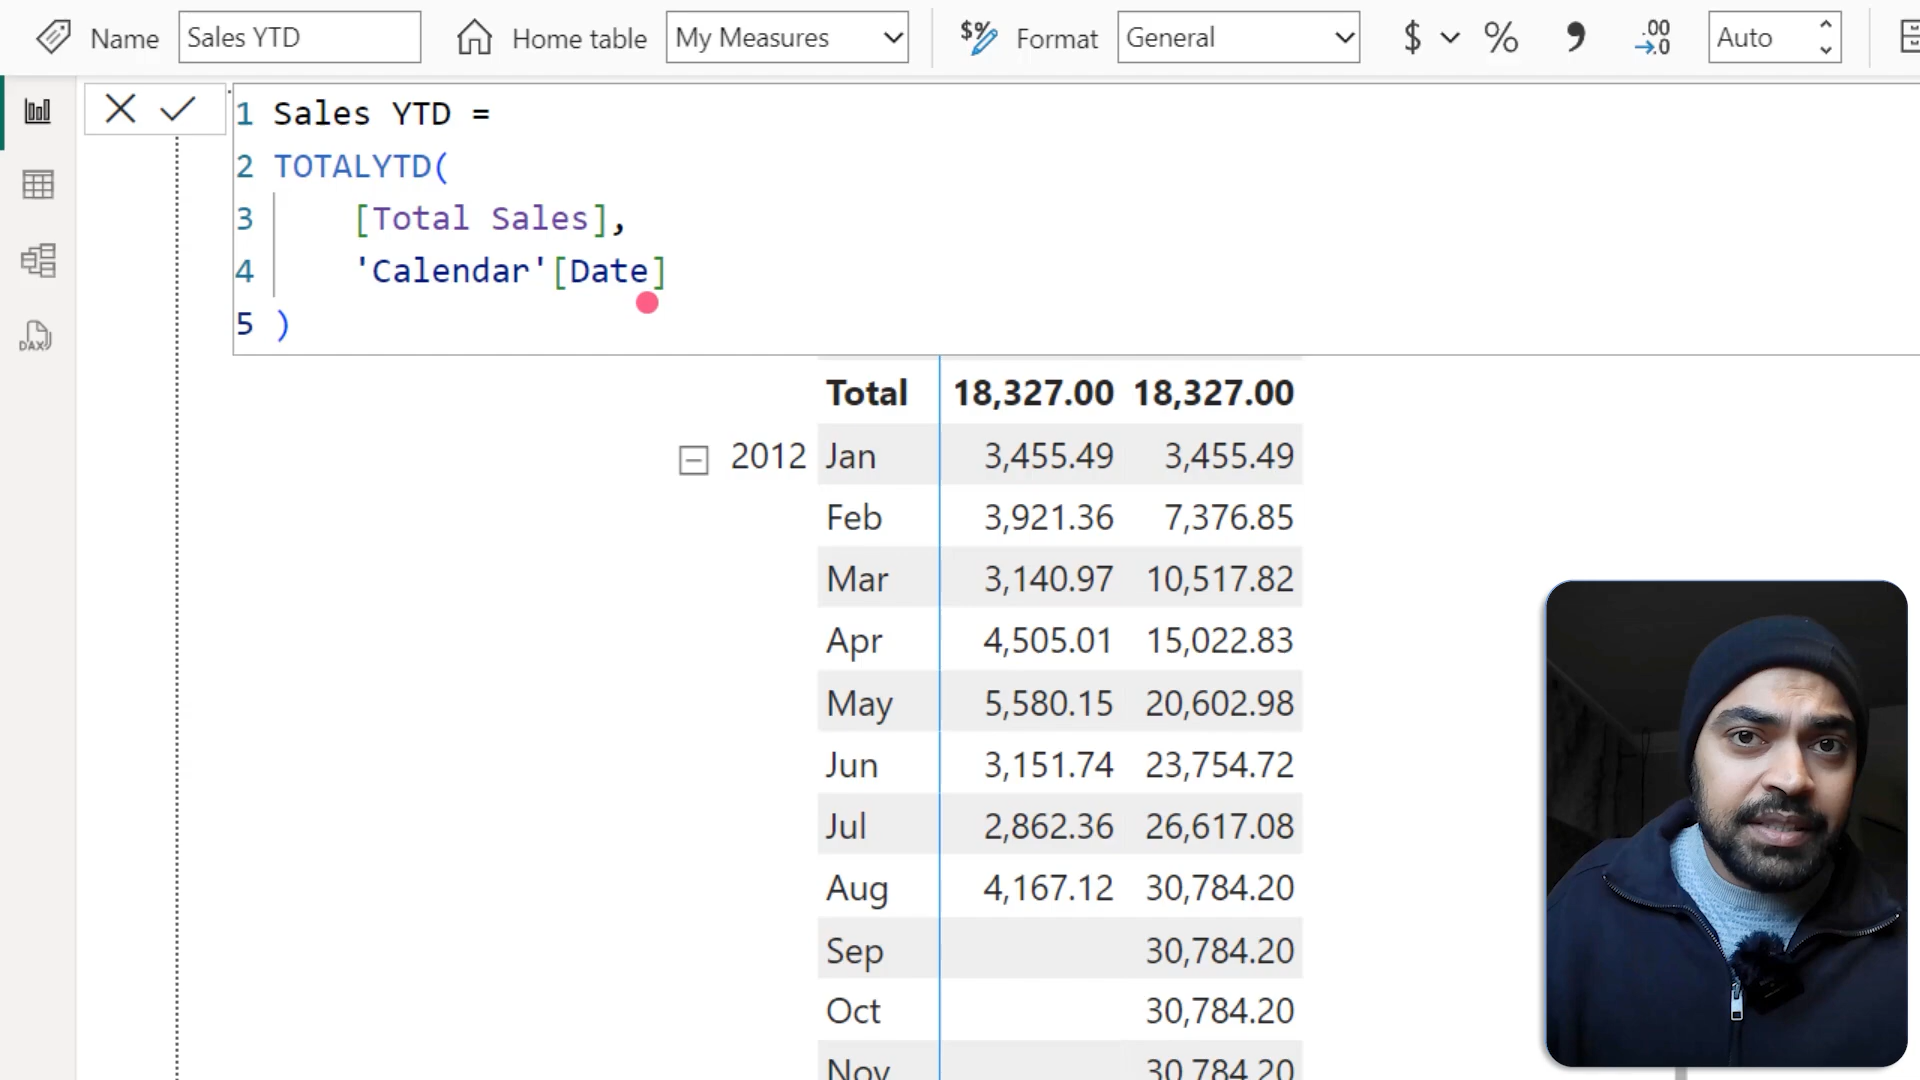 Name Sales YTD Home table My Measures Format General $ % , .00 →.0 Auto
1 Sales YTD =
2 TOTALYTD(
3 [Total Sales],
4 'Calendar'[Date]
5 )
DAX
Total 18,327.00 18,327.00
2012 Jan 3,455.49 3,455.49
Feb 3,921.36 7,376.85
Mar 3,140.97 10,517.82
Apr 4,505.01 15,022.83
May 5,580.15 20,602.98
Jun 3,151.74 23,754.72
Jul 2,862.36 26,617.08
Aug 4,167.12 30,784.20
Sep 30,784.20
Oct 30,784.20
Nov 30,784.20